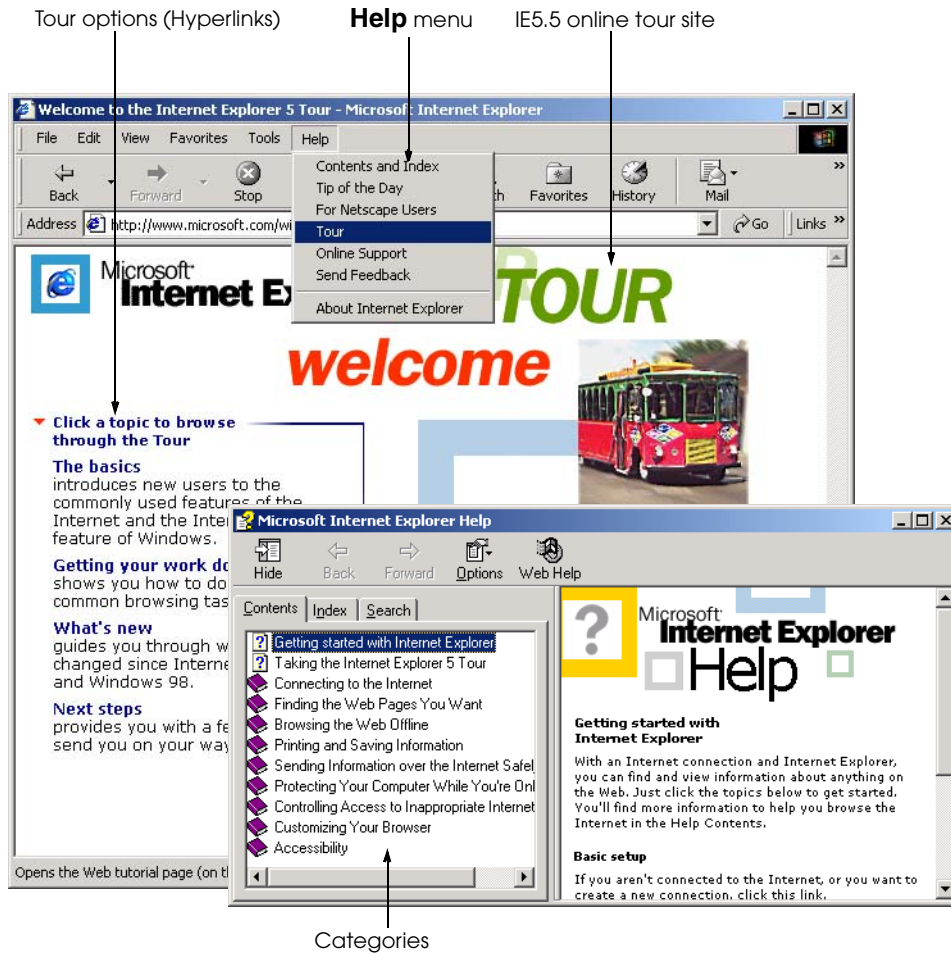 Tour options (Hyperlinks)
Help menu
IE5.5 online tour site
Welcome to the Internet Explorer 5 Tour - Microsoft Internet Explorer
File Edit View Favorites Tools Help
Back Forward Stop Favorites History Mail
Address http://www.microsoft.com/wi Go Links
Contents and Index
Tip of the Day
For Netscape Users
Tour
Online Support
Send Feedback
About Internet Explorer
Microsoft
Internet Ex
TOUR
welcome
Click a topic to browse
through the Tour
The basics
introduces new users to the
commonly used features of the
Internet and the Inter
feature of Windows.
Getting your work do
shows you how to do
common browsing tas
What's new
guides you through w
changed since Interne
and Windows 98.
Next steps
provides you with a fe
send you on your way
Opens the Web tutorial page (on t
Microsoft Internet Explorer Help
Hide Back Forward Options Web Help
Contents Index Search
Getting started with Internet Explorer
Taking the Internet Explorer 5 Tour
Connecting to the Internet
Finding the Web Pages You Want
Browsing the Web Offline
Printing and Saving Information
Sending Information over the Internet Safel
Protecting Your Computer While You're Onl
Controlling Access to Inappropriate Internet
Customizing Your Browser
Accessibility
Microsoft
Internet Explorer
Help
Getting started with
Internet Explorer
With an Internet connection and Internet Explorer,
you can find and view information about anything on
the Web. Just click the topics below to get started.
You'll find more information to help you browse the
Internet in the Help Contents.
Basic setup
If you aren't connected to the Internet, or you want to
create a new connection, click this link.
Categories